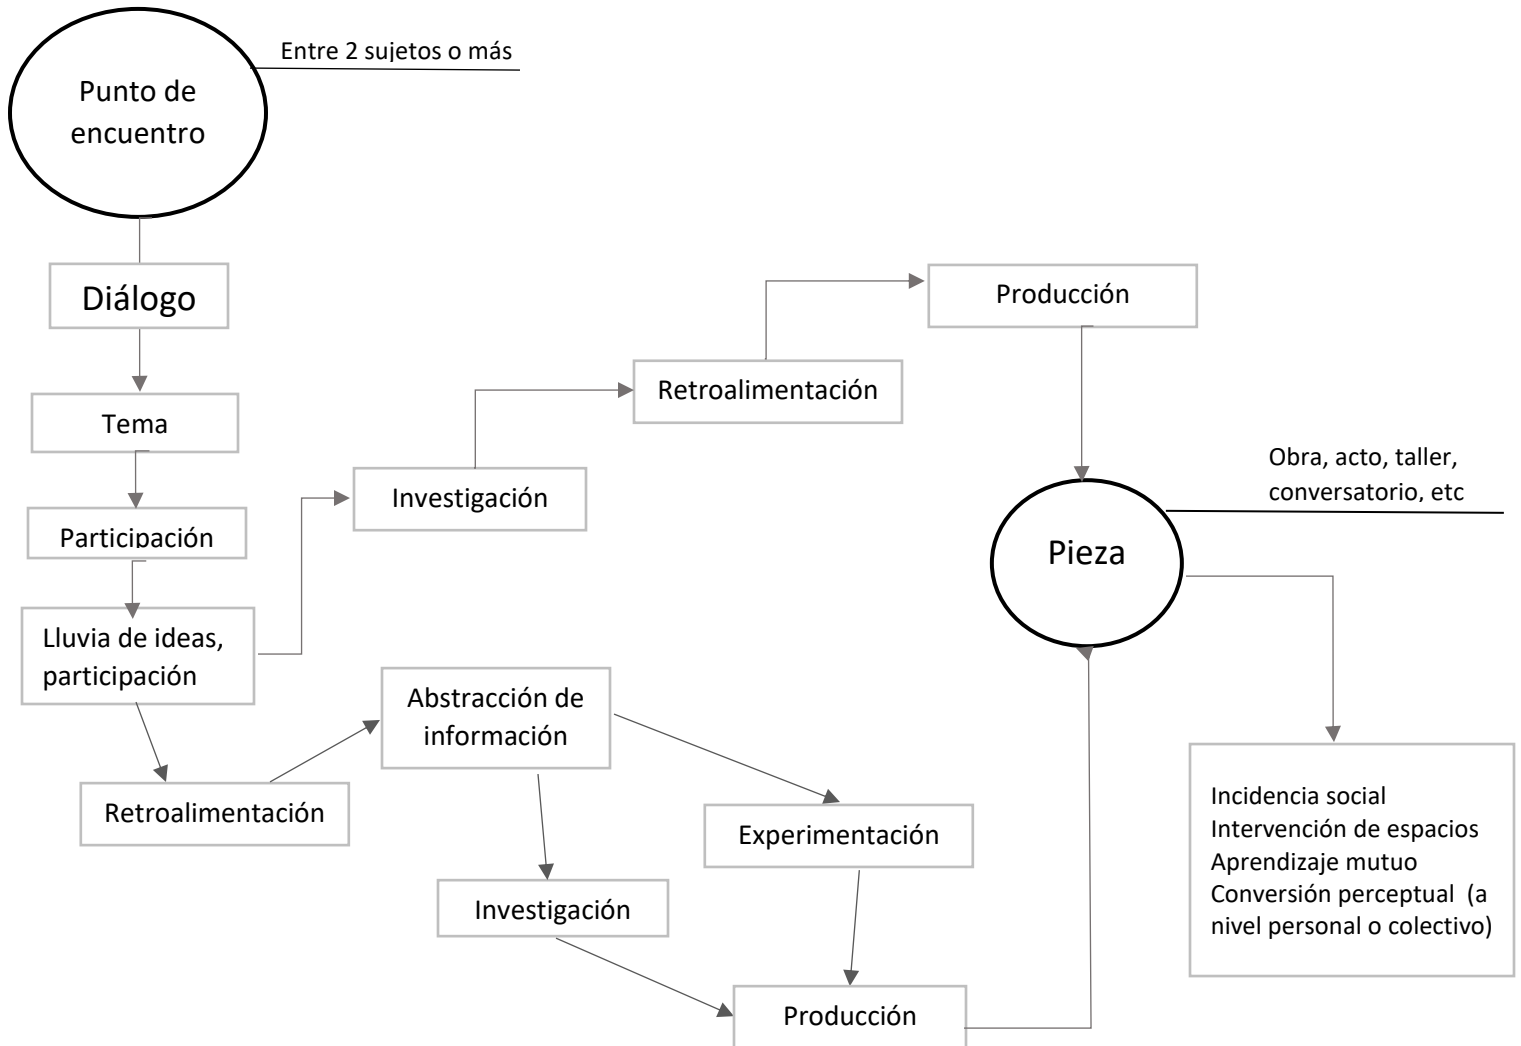 Entre 2 sujetos o más
Punto de
encuentro
Diálogo
Tema
Participación
Lluvia de ideas,
participación
Investigación
Retroalimentación
Producción
Obra, acto, taller,
conversatorio, etc
Pieza
Retroalimentación
Abstracción de
información
Experimentación
Investigación
Producción
Incidencia social
Intervención de espacios
Aprendizaje mutuo
Conversión perceptual (a
nivel personal o colectivo)